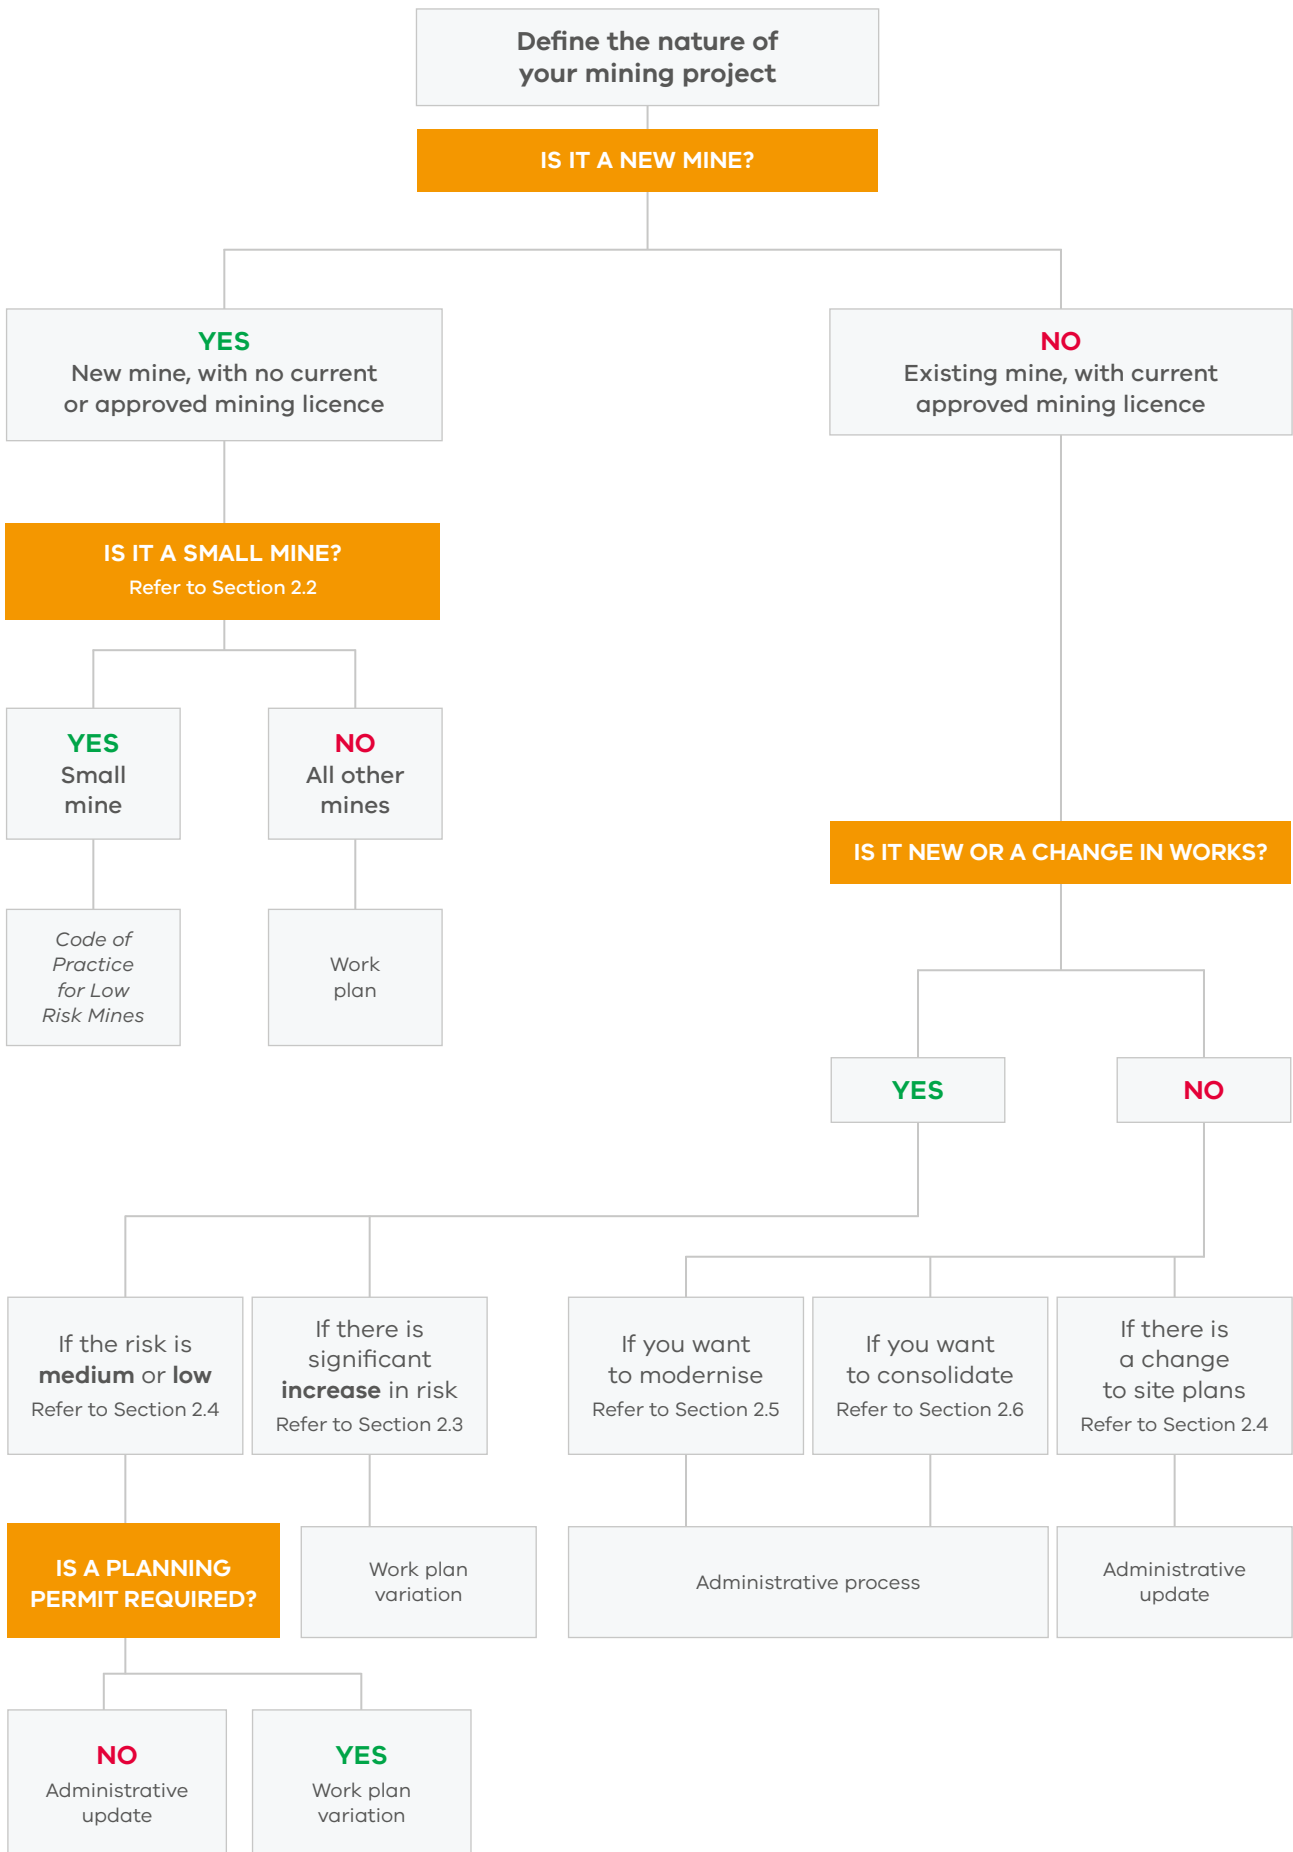 Define the nature of
your mining project
IS IT A NEW MINE?
YES
New mine, with no current
or approved mining licence
NO
Existing mine, with current
approved mining licence
IS IT A SMALL MINE?
Refer to Section 2.2
YES
Small
mine
NO
All other
mines
Code of
Practice
for Low
Risk Mines
Work
plan
IS IT NEW OR A CHANGE IN WORKS?
YES
NO
If the risk is
medium or low
Refer to Section 2.4
If there is
significant
increase in risk
Refer to Section 2.3
If you want
to modernise
Refer to Section 2.5
If you want
to consolidate
Refer to Section 2.6
If there is
a change
to site plans
Refer to Section 2.4
IS A PLANNING
PERMIT REQUIRED?
Work plan
variation
Administrative process
Administrative
update
NO
Administrative
update
YES
Work plan
variation